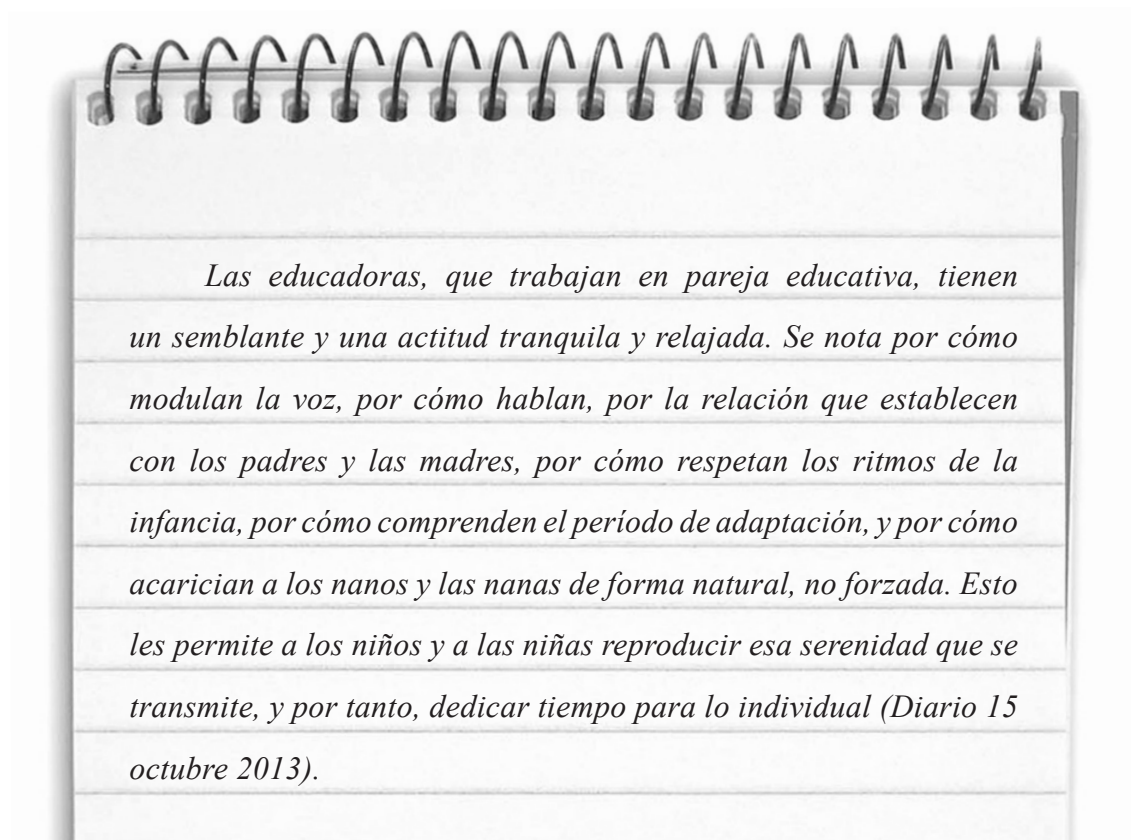 Las educadoras, que trabajan en pareja educativa, tienen
un semblante y una actitud tranquila y relajada. Se nota por cómo
modulan la voz, por cómo hablan, por la relación que establecen
con los padres y las madres, por cómo respetan los ritmos de la
infancia, por cómo comprenden el período de adaptación, y por cómo
acarician a los nanos y las nanas de forma natural, no forzada. Esto
les permite a los niños y a las niñas reproducir esa serenidad que se
transmite, y por tanto, dedicar tiempo para lo individual (Diario 15
octubre 2013).